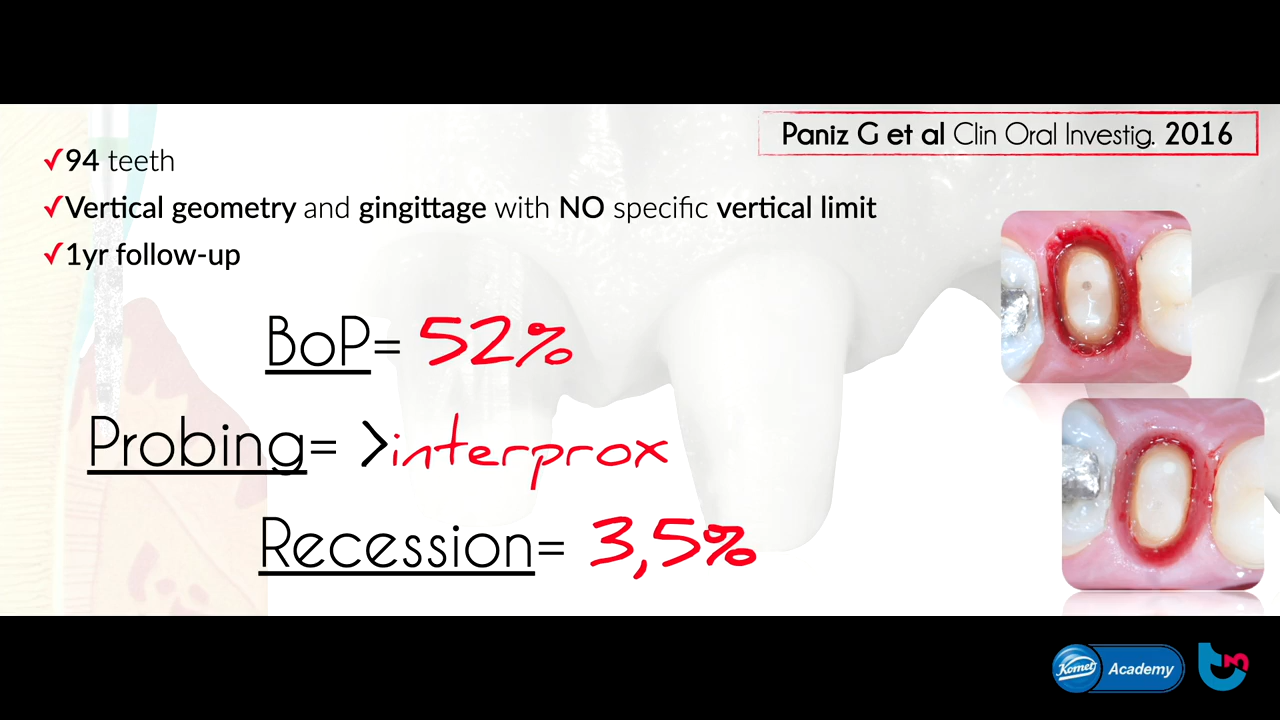 Paniz G et al Clin Oral Investig. 2016
✓94 teeth
✓Vertical geometry and gingittage with NO specific vertical limit
✓1yr follow-up
BoP= 52%
Probing= >interprox
Recession= 3,5%
Komet Academy
tm